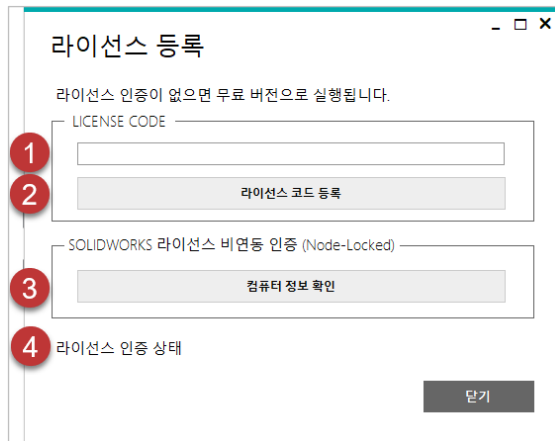 라이선스 등록
라이선스 인증이 없으면 무료 버전으로 실행됩니다.
LICENSE CODE
1
2 라이선스 코드 등록
SOLIDWORKS 라이선스 비연동 인증 (Node-Locked)
3 컴퓨터 정보 확인
4 라이선스 인증 상태
닫기